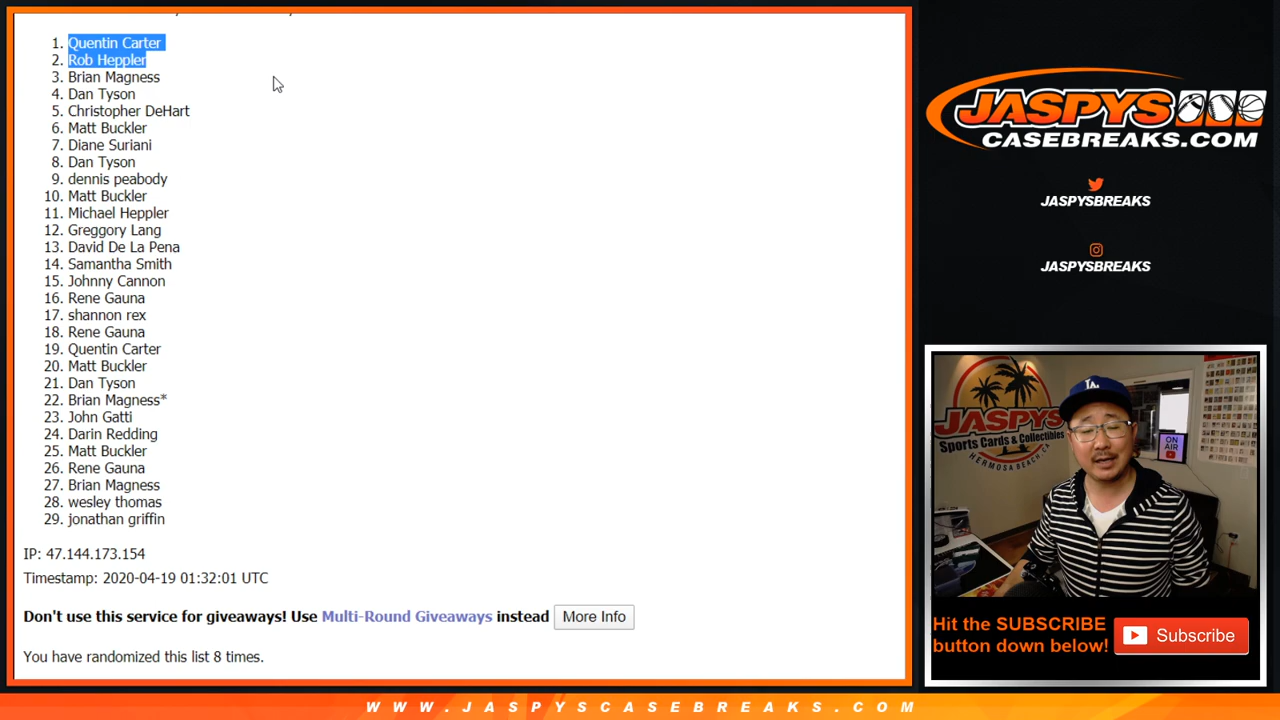 1. Quentin Carter
2. Rob Heppler
3. Brian Magness
4. Dan Tyson
5. Christopher DeHart
6. Matt Buckler
7. Diane Suriani
8. Dan Tyson
9. dennis peabody
10. Matt Buckler
11. Michael Heppler
12. Greggory Lang
13. David De La Pena
14. Samantha Smith
15. Johnny Cannon
16. Rene Gauna
17. shannon rex
18. Rene Gauna
19. Quentin Carter
20. Matt Buckler
21. Dan Tyson
22. Brian Magness*
23. John Gatti
24. Darin Redding
25. Matt Buckler
26. Rene Gauna
27. Brian Magness
28. wesley thomas
29. jonathan griffin
IP: 47.144.173.154
Timestamp: 2020-04-19 01:32:01 UTC
Don't use this service for giveaways! Use Multi-Round Giveaways instead More Info
You have randomized this list 8 times.
JASPYS
CASEBREAKS.COM
JASPYSBREAKS
JASPYSBREAKS
JASPYS
Sports Cards & Collectibles
HERMOSA BEACH, CA
LA
ON
AIR
Hit the SUBSCRIBE
button down below!
Subscribe
WWW.JASPYSCASEBREAKS.COM